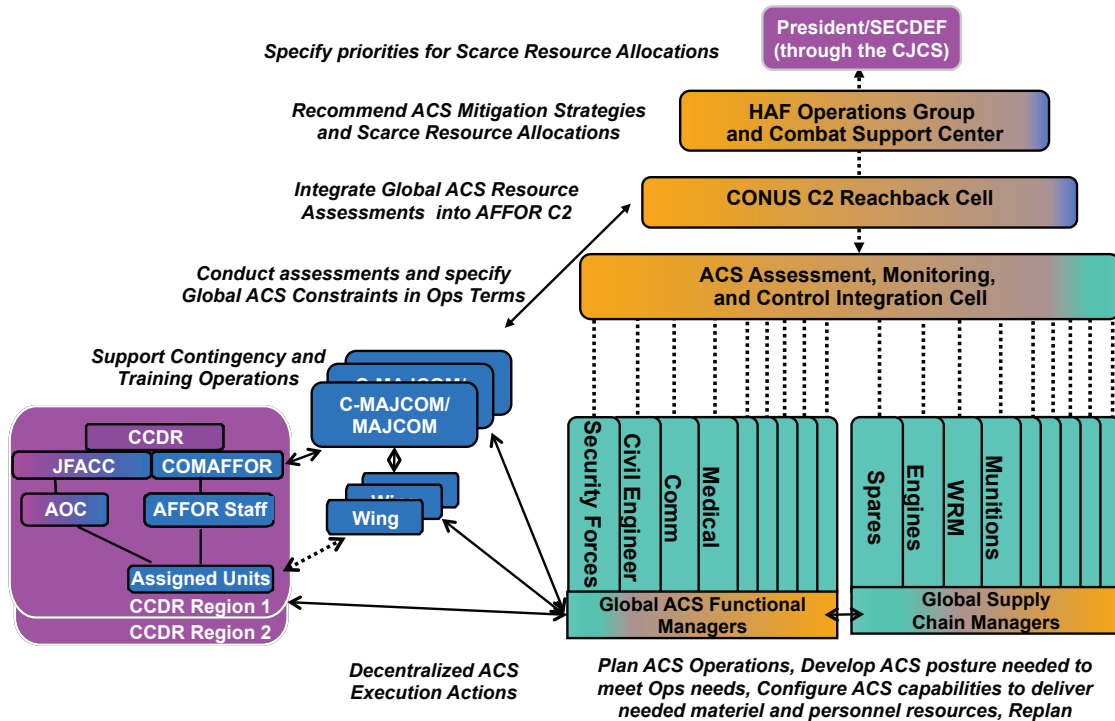 President/SECDEF
(through the CJCS)
Specify priorities for Scarce Resource Allocations
Recommend ACS Mitigation Strategies
and Scarce Resource Allocations
HAF Operations Group
and Combat Support Center
Integrate Global ACS Resource
Assessments into AFFOR C2
CONUS C2 Reachback Cell
Conduct assessments and specify
Global ACS Constraints in Ops Terms
ACS Assessment, Monitoring,
and Control Integration Cell
Support Contingency and
Training Operations
C-MAJCOM/
C-MAJCOM/
MAJCOM
Wing
Wing
CCDR
JFACC
COMAFFOR
AOC
AFFOR Staff
Assigned Units
CCDR Region 1
CCDR Region 2
Security Forces
Civil Engineer
Comm
Medical
Global ACS Functional
Managers
Spares
Engines
WRM
Munitions
Global Supply
Chain Managers
Decentralized ACS
Execution Actions
Plan ACS Operations, Develop ACS posture needed to
meet Ops needs, Configure ACS capabilities to deliver
needed materiel and personnel resources, Replan